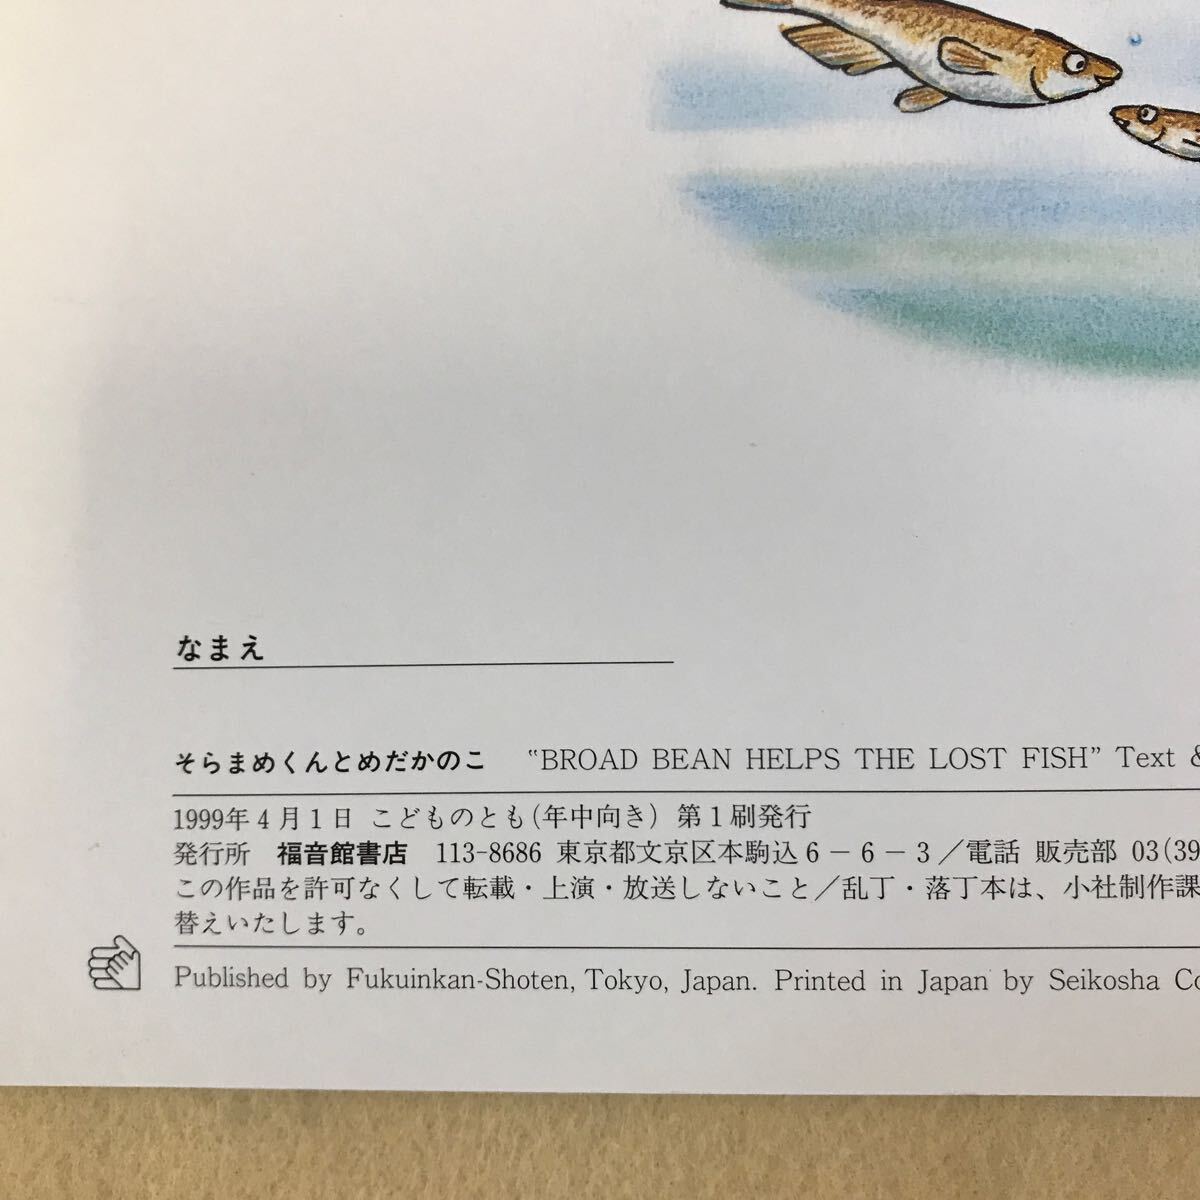 なまえ
そらまめくんとめだかのこ "BROAD BEAN HELPS THE LOST FISH" Text &
1999年4月1日 こどものとも(年中向き) 第1刷発行
発行所 福音館書店 113-8686 東京都文京区本駒込6－6－3／電話 販売部 03(39
この作品を許可なくして転載・上演・放送しないこと／乱丁・落丁本は、小社制作課
替えいたします。
Published by Fukuinkan-Shoten, Tokyo, Japan. Printed in Japan by Seikosha Co